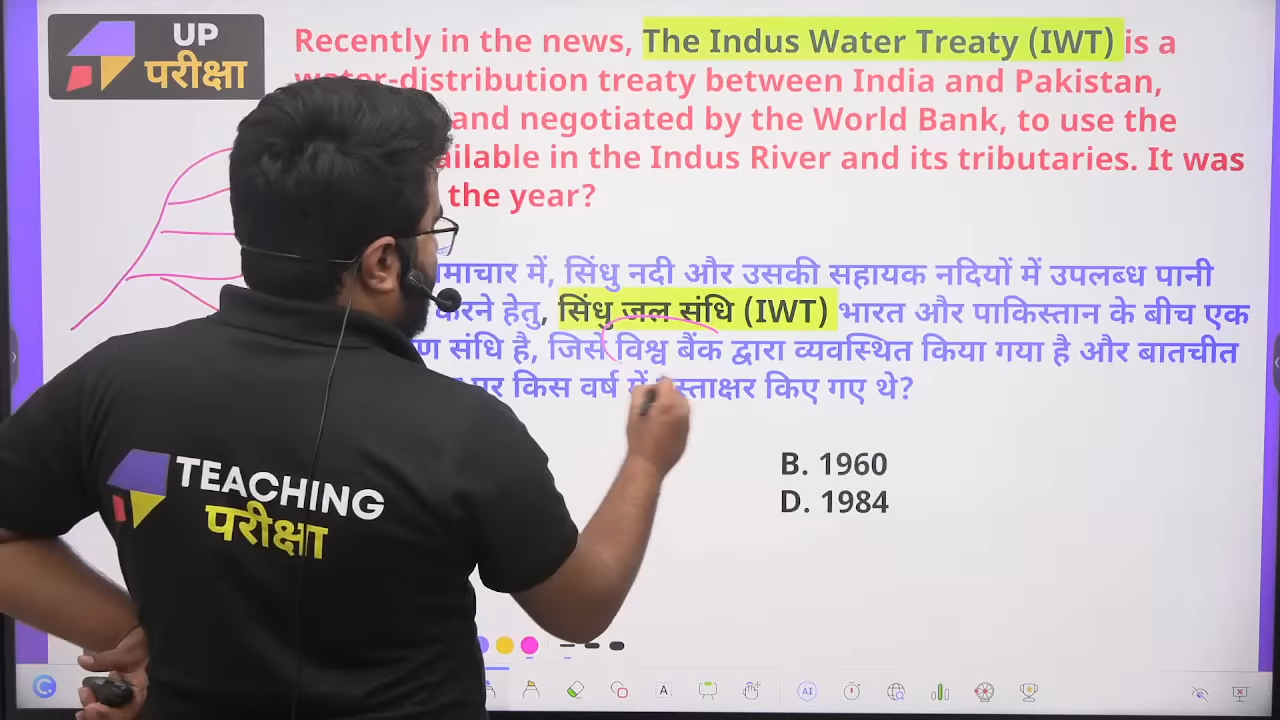 UP
परीक्षा
Recently in the news, The Indus Water Treaty (IWT) is a
water-distribution treaty between India and Pakistan,
and negotiated by the World Bank, to use the
in the Indus River and its tributaries. It was
the year?
में, सिंधु नदी और उसकी सहायक नदियों में उपलब्ध पानी
करने हेतु, सिंधु जल संधि (IWT) भारत और पाकिस्तान के बीच एक
संधि है, जिसे विश्व बैंक द्वारा व्यवस्थित किया गया है और बातचीत
पर किस वर्ष में किए गए थे?
B. 1960
D. 1984
TEACHING
परीक्षा
A
AI